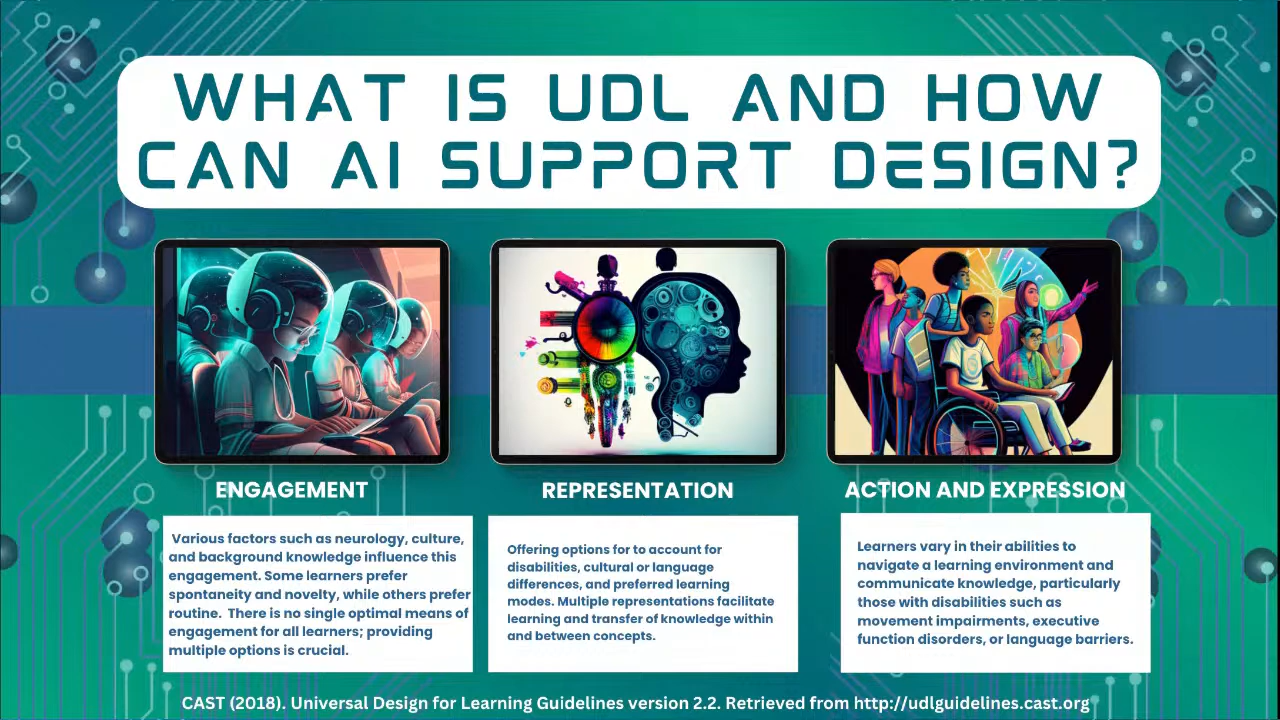 WHAT IS UDL AND HOW
CAN AI SUPPORT DESIGN?
ENGAGEMENT
Various factors such as neurology, culture,
and background knowledge influence this
engagement. Some learners prefer
spontaneity and novelty, while others prefer
routine. There is no single optimal means of
engagement for all learners; providing
multiple options is crucial.
REPRESENTATION
Offering options for to account for
disabilities, cultural or language
differences, and preferred learning
modes. Multiple representations facilitate
learning and transfer of knowledge within
and between concepts.
ACTION AND EXPRESSION
Learners vary in their abilities to
navigate a learning environment and
communicate knowledge, particularly
those with disabilities such as
movement impairments, executive
function disorders, or language barriers.
CAST (2018). Universal Design for Learning Guidelines version 2.2. Retrieved from http://udlguidelines.cast.org